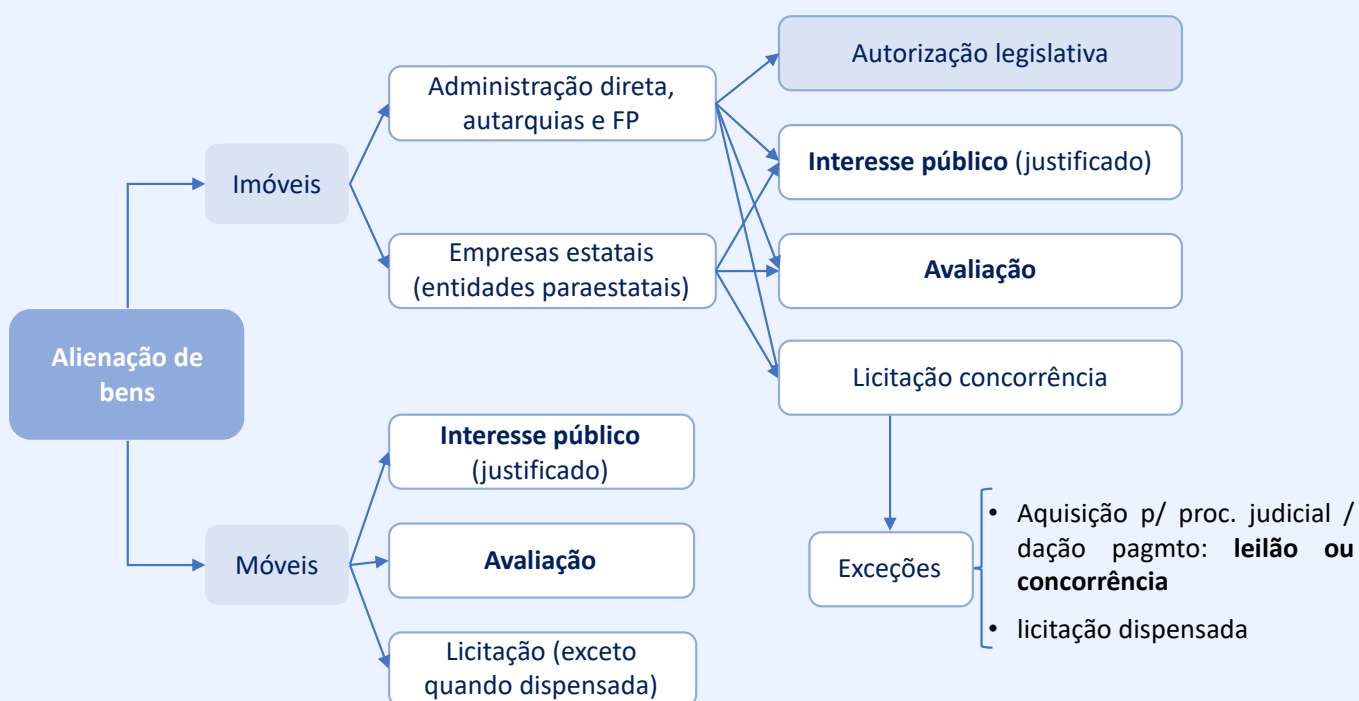 Alienação de
bens
Imóveis
Administração direta,
autarquias e FP
Empresas estatais
(entidades paraestatais)
Autorização legislativa
Interesse público (justificado)
Avaliação
Licitação concorrência
Exceções
• Aquisição p/ proc. judicial /
dação pagmto: leilão ou
concorrência
• licitação dispensada
Móveis
Interesse público
(justificado)
Avaliação
Licitação (exceto
quando dispensada)